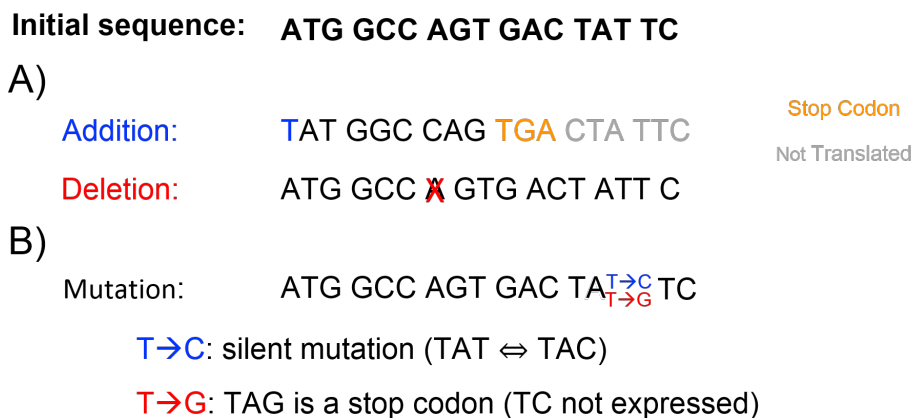 Initial sequence: ATG GCC AGT GAC TAT TC
A)
Addition: TAT GGC CAG TGA CTA TTC
Stop Codon
Not Translated
Deletion: ATG GCC A GTG ACT ATT C
B)
Mutation: ATG GCC AGT GAC TA T→C T→G TC
T→C: silent mutation (TAT ⇔ TAC)
T→G: TAG is a stop codon (TC not expressed)